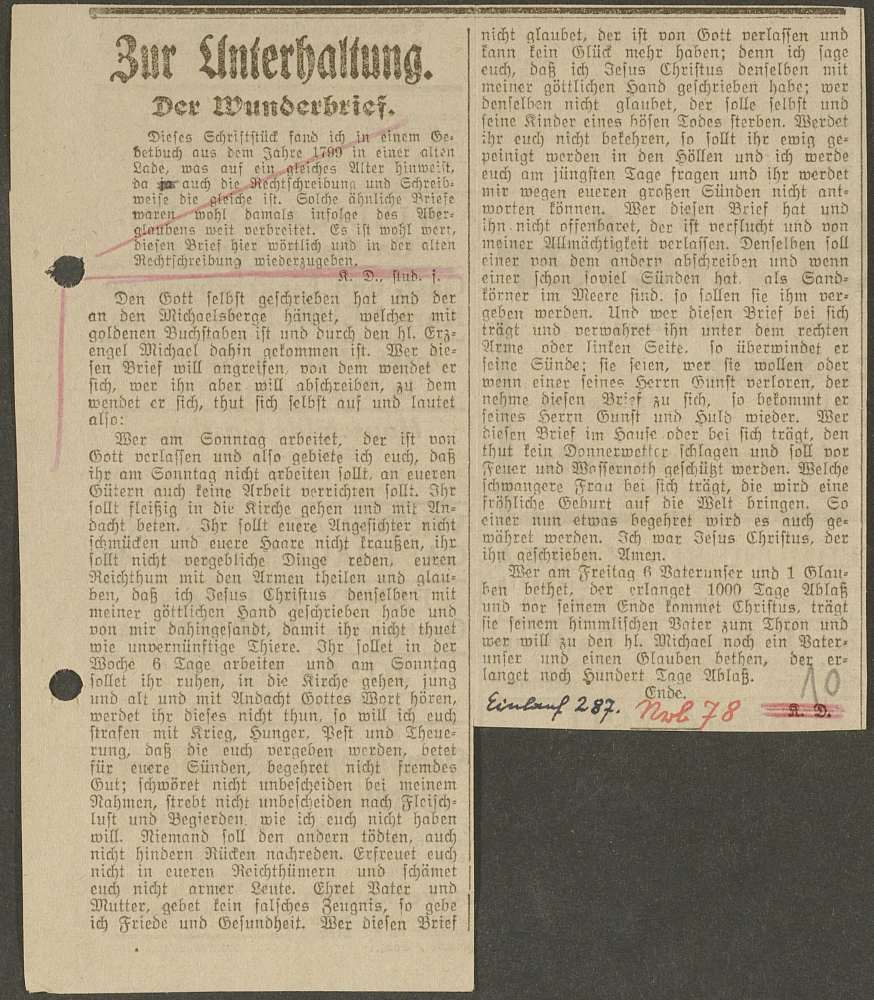 Zur Unterhaltung.
Der Wunderbrief.
Dieses Schriftstück fand ich in einem Ge-
betbuch aus dem Jahre 1799 in einer alten
Lade, was auf ein gleiches Alter hinweist,
da auch die Rechtschreibung und Schreib-
weise die gleiche ist. Solche ähnliche Briefe
waren wohl damals infolge des Aber-
glaubens weit verbreitet. Es ist wohl wert,
diesen Brief hier wörtlich und in der alten
Rechtschreibung wiederzugeben.
K. D., stud. j.
Den Gott selbst geschrieben hat und der
an den Michaelsberge hänget, welcher mit
goldenen Buchstaben ist und durch den hl. Erz-
engel Michael dahin gekommen ist. Wer die-
sen Brief will angreifen, von dem wendet er
sich, wer ihn aber will abschreiben, zu dem
wendet er sich, thut sich selbst auf und lautet
also:
Wer am Sonntag arbeitet, der ist von
Gott verlassen und also gebiete ich euch, daß
ihr am Sonntag nicht arbeiten sollt, an eueren
Gütern auch keine Arbeit verrichten sollt. Ihr
sollt fleißig in die Kirche gehen und mit An-
dacht beten. Ihr sollt euere Angesichter nicht
schmücken und euere Haare nicht kraußen, ihr
sollt nicht vergebliche Dinge reden, euren
Reichthum mit den Armen theilen und glau-
ben, daß ich Jesus Christus denselben mit
meiner göttlichen Hand geschrieben habe und
von mir dahingesandt, damit ihr nicht thuet
wie unvernünftige Thiere. Ihr sollet in der
Woche 6 Tage arbeiten und am Sonntag
sollet ihr ruhen, in die Kirche gehen, jung
und alt und mit Andacht Gottes Wort hören,
werdet ihr dieses nicht thun, so will ich euch
strafen mit Krieg, Hunger, Pest und Theue-
rung, daß die euch vergeben werden, betet
für euere Sünden, begehret nicht fremdes
Gut; schwöret nicht unbescheiden bei meinem
Nahmen, strebt nicht unbescheiden nach Fleisch-
lust und Begierden, wie ich euch nicht haben
will. Niemand soll den andern tödten, auch
nicht hindern Rücken nachreden. Erfreuet euch
nicht in eueren Reichthümern und schämet
euch nicht armer Leute. Ehret Vater und
Mutter, gebet kein falsches Zeugnis, so gebe
ich Friede und Gesundheit. Wer diesen Brief
nicht glaubet, der ist von Gott verlassen und
kann kein Glück mehr haben; denn ich sage
euch, daß ich Jesus Christus denselben mit
meiner göttlichen Hand geschrieben habe; wer
denselben nicht glaubet, der solle selbst und
seine Kinder eines bösen Todes sterben. Werdet
ihr euch nicht bekehren, so sollt ihr ewig ge-
peinigt werden in den Höllen und ich werde
euch am jüngsten Tage fragen und ihr werdet
mir wegen eueren großen Sünden nicht ant-
worten können. Wer diesen Brief hat und
ihn nicht offenbaret, der ist verflucht und von
meiner Allmächtigkeit verlassen. Denselben soll
einer von dem andern abschreiben und wenn
einer schon soviel Sünden hat, als Sand-
körner im Meere sind, so sollen sie ihm ver-
geben werden. Und wer diesen Brief bei sich
trägt und verwahret ihn unter dem rechten
Arme oder linken Seite, so überwindet er
seine Sünde; sie seien, wer sie wollen oder
wenn einer seines Herrn Gunst verloren, der
nehme diesen Brief zu sich, so bekommt er
seines Herrn Gunst und Huld wieder. Wer
diesen Brief im Hause oder bei sich trägt, den
thut kein Donnerwetter schlagen und soll vor
Feuer und Wassernoth geschützt werden. Welche
schwangere Frau bei sich trägt, die wird eine
fröhliche Geburt auf die Welt bringen. So
einer nun etwas begehret wird es auch ge-
währet werden. Ich war Jesus Christus, der
ihn geschrieben. Amen.
Wer am Freitag 6 Vaterunser und 1 Glau-
ben bethet, der erlanget 1000 Tage Ablaß
und vor seinem Ende kommet Christus, trägt
sie seinem himmlischen Vater zum Thron und
wer will zu den hl. Michael noch ein Vater-
unser und einen Glauben bethen, der er-
langet noch Hundert Tage Ablaß.
Ende.
K. D.
10
Einlauf 287. Nrb 78